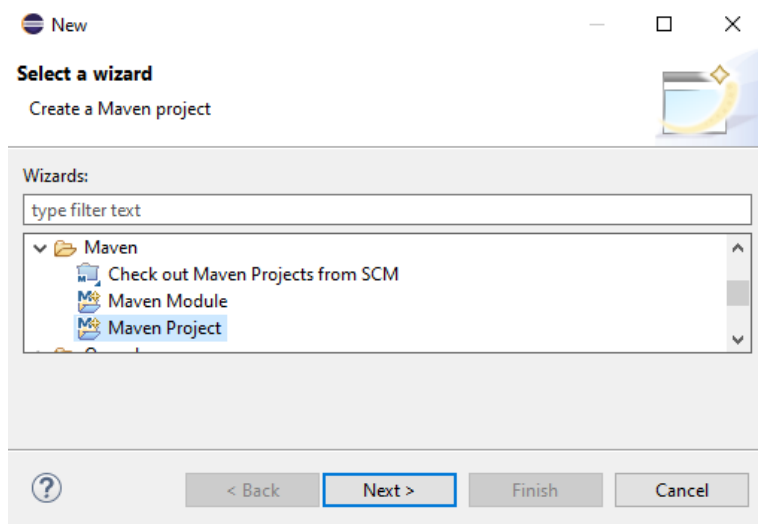 New
Select a wizard
Create a Maven project
Wizards:
type filter text
Maven
Check out Maven Projects from SCM
Maven Module
Maven Project
?
< Back
Next >
Finish
Cancel